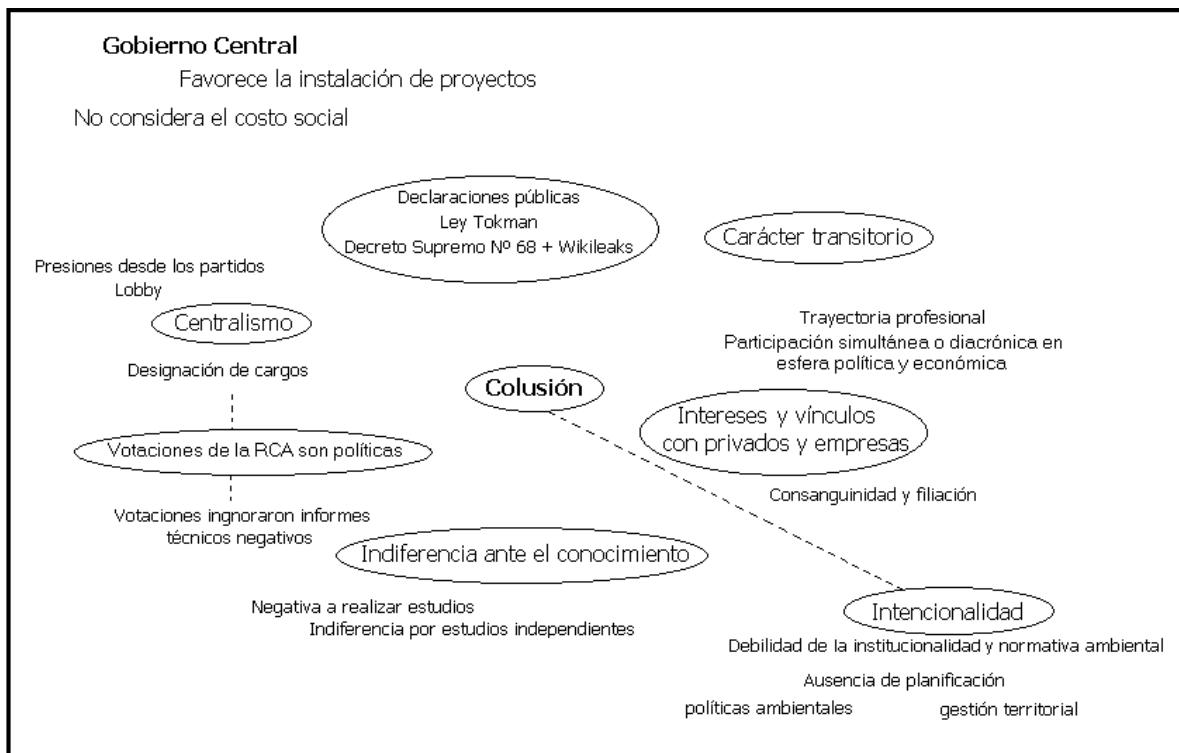 Gobierno Central
Favorece la instalación de proyectos
No considera el costo social
Declaraciones públicas
Ley Tokman
Decreto Supremo Nº 68 + Wikileaks
Carácter transitorio
Presiones desde los partidos
Lobby
Centralismo
Designación de cargos
Votaciones de la RCA son políticas
Votaciones ingnoraron informes
técnicos negativos
Colusión
Trayectoria profesional
Participación simultánea o diacrónica en
esfera política y económica
Intereses y vínculos
con privados y empresas
Consanguinidad y filiación
Indiferencia ante el conocimiento
Negativa a realizar estudios
Indiferencia por estudios independientes
Intencionalidad
Debilidad de la institucionalidad y normativa ambiental
Ausencia de planificación
políticas ambientales
gestión territorial